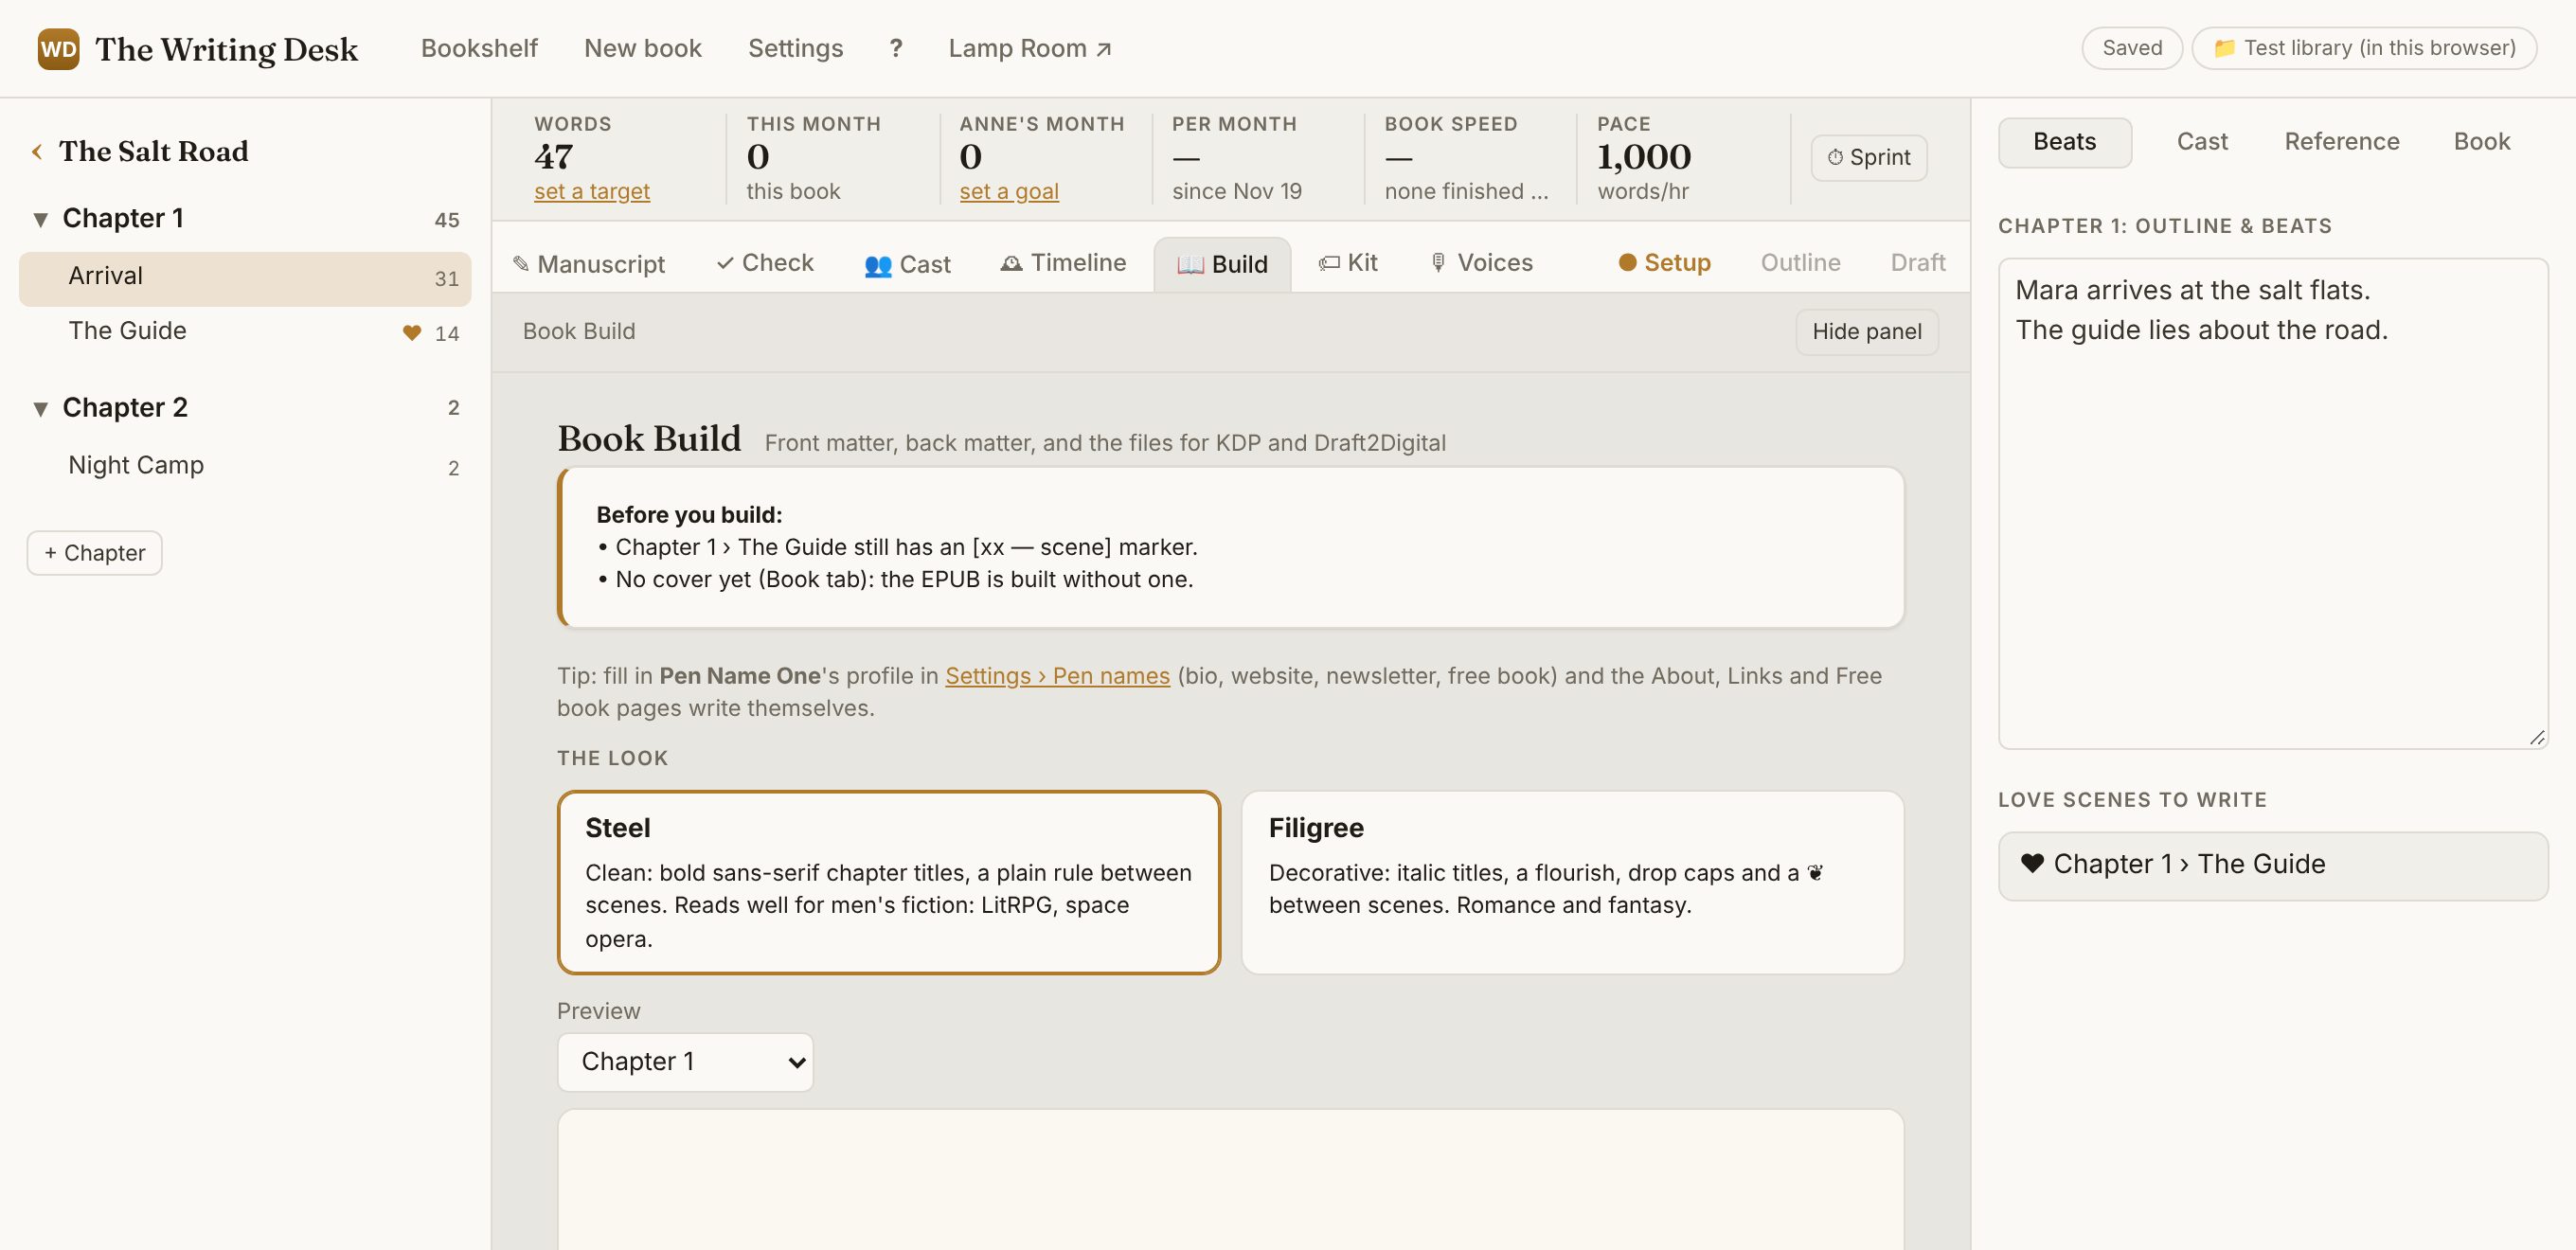 WD The Writing Desk Bookshelf New book Settings ? Lamp Room ↗ Saved 📁 Test library (in this browser)
‹ The Salt Road
▼ Chapter 1 45
Arrival 31
The Guide ♥ 14
▼ Chapter 2 2
Night Camp 2
+ Chapter
WORDS
47
set a target
THIS MONTH
0
this book
ANNE'S MONTH
0
set a goal
PER MONTH
—
since Nov 19
BOOK SPEED
—
none finished ...
PACE
1,000
words/hr
⏱ Sprint
✎ Manuscript ✓ Check 👥 Cast 🕰 Timeline 📖 Build 🏷 Kit 🎙 Voices ● Setup Outline Draft
Book Build Hide panel
Book Build Front matter, back matter, and the files for KDP and Draft2Digital
Before you build:
• Chapter 1 › The Guide still has an [xx — scene] marker.
• No cover yet (Book tab): the EPUB is built without one.
Tip: fill in Pen Name One's profile in Settings › Pen names (bio, website, newsletter, free book) and the About, Links and Free
book pages write themselves.
THE LOOK
Steel
Clean: bold sans-serif chapter titles, a plain rule between
scenes. Reads well for men's fiction: LitRPG, space
opera.
Filigree
Decorative: italic titles, a flourish, drop caps and a ❦
between scenes. Romance and fantasy.
Preview
Chapter 1
Beats Cast Reference Book
CHAPTER 1: OUTLINE & BEATS
Mara arrives at the salt flats.
The guide lies about the road.
LOVE SCENES TO WRITE
♥ Chapter 1 › The Guide